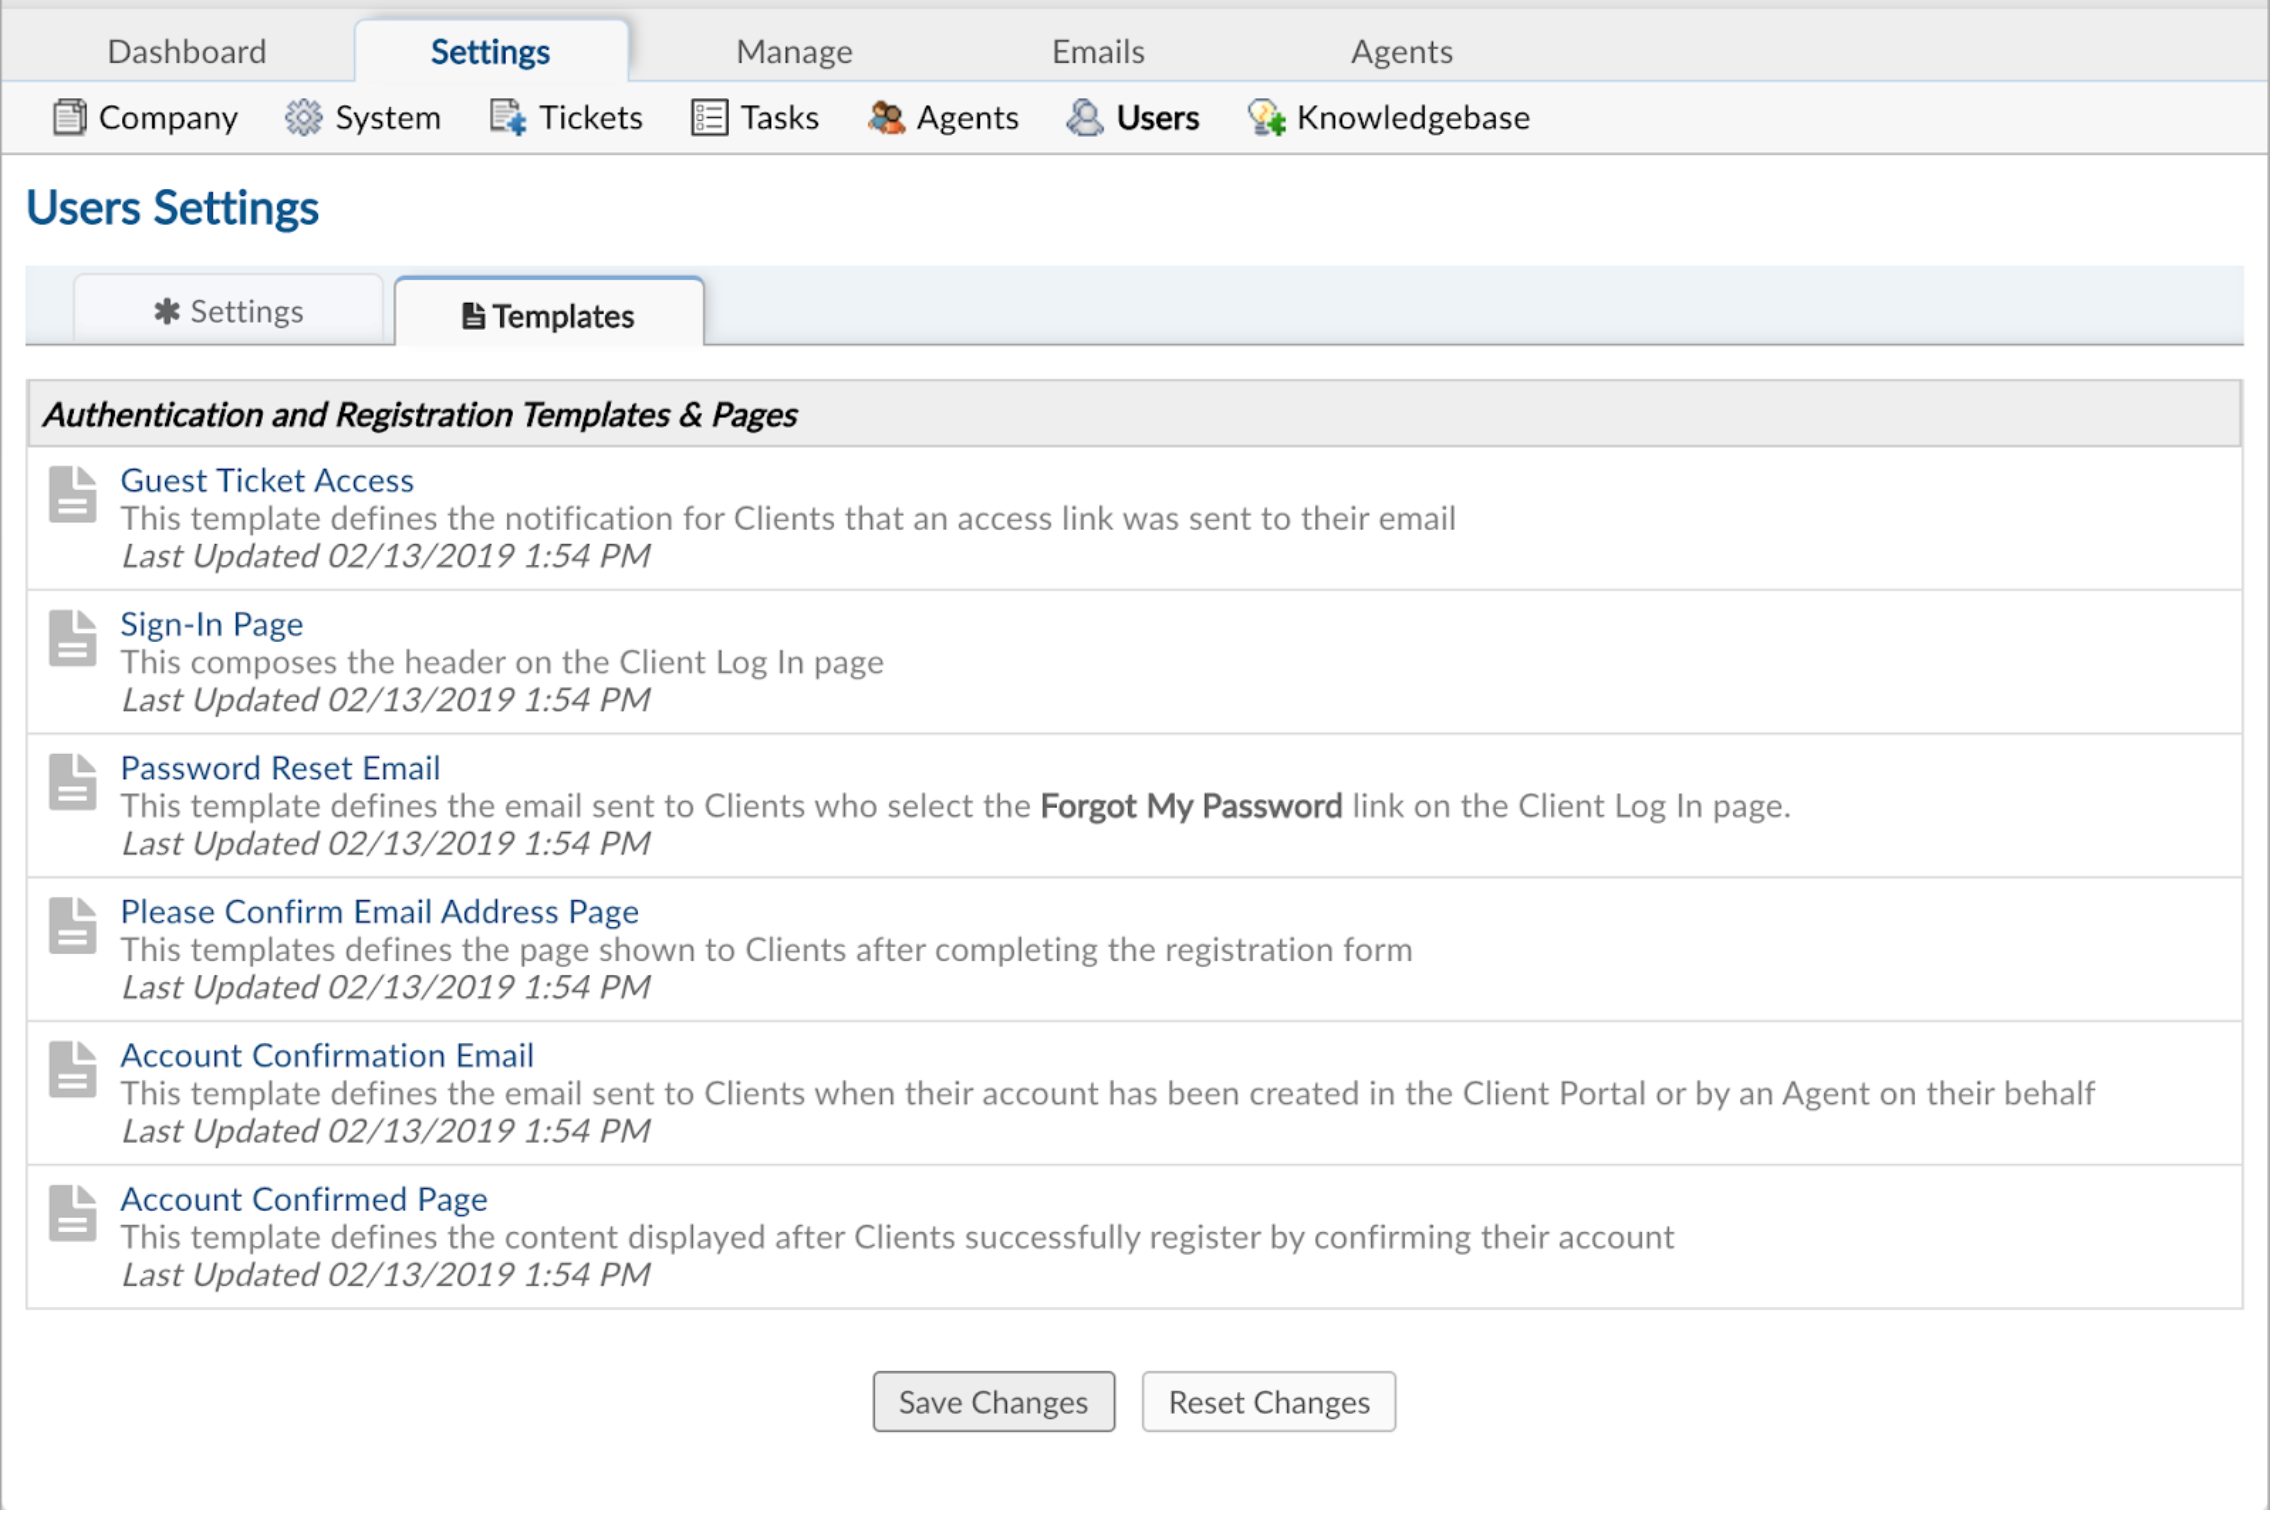 Dashboard Settings Manage Emails Agents
Company System Tickets Tasks Agents Users Knowledgebase
Users Settings
Settings Templates
Authentication and Registration Templates & Pages
Guest Ticket Access
This template defines the notification for Clients that an access link was sent to their email
Last Updated 02/13/2019 1:54 PM
Sign-In Page
This composes the header on the Client Log In page
Last Updated 02/13/2019 1:54 PM
Password Reset Email
This template defines the email sent to Clients who select the Forgot My Password link on the Client Log In page.
Last Updated 02/13/2019 1:54 PM
Please Confirm Email Address Page
This templates defines the page shown to Clients after completing the registration form
Last Updated 02/13/2019 1:54 PM
Account Confirmation Email
This template defines the email sent to Clients when their account has been created in the Client Portal or by an Agent on their behalf
Last Updated 02/13/2019 1:54 PM
Account Confirmed Page
This template defines the content displayed after Clients successfully register by confirming their account
Last Updated 02/13/2019 1:54 PM
Save Changes Reset Changes